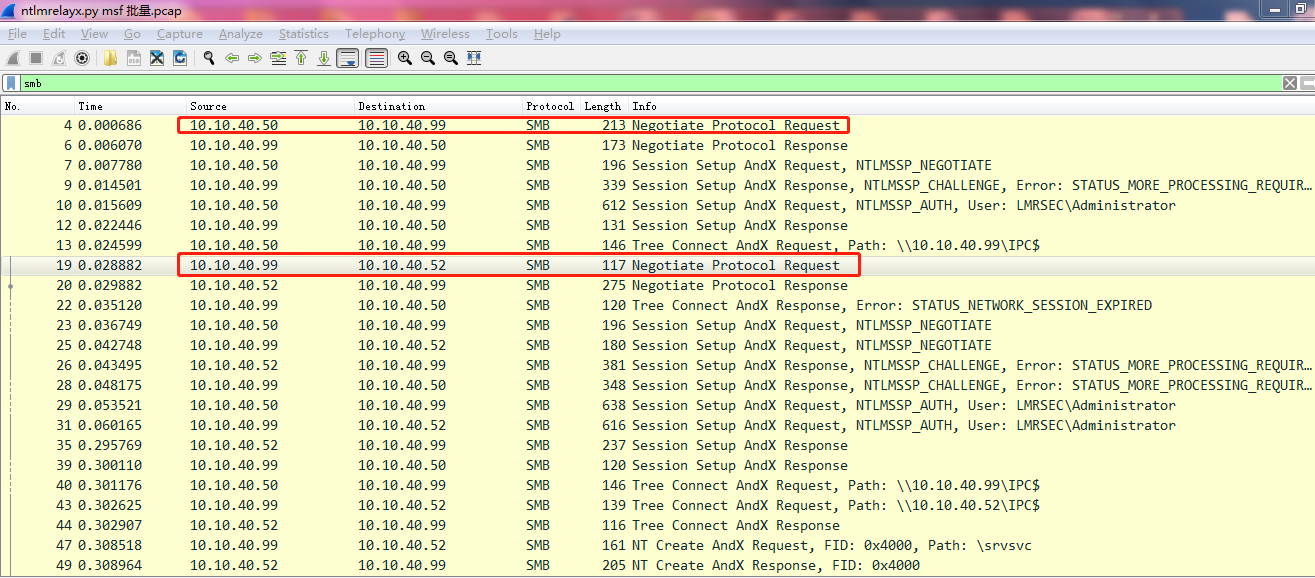 ntlmrelayx.py msf 批量.pcap
File Edit View Go Capture Analyze Statistics Telephony Wireless Tools Help
smb
No. Time Source Destination Protocol Length Info
4 0.000686 10.10.40.50 10.10.40.99 SMB 213 Negotiate Protocol Request
6 0.006070 10.10.40.99 10.10.40.50 SMB 173 Negotiate Protocol Response
7 0.007780 10.10.40.50 10.10.40.99 SMB 196 Session Setup AndX Request, NTLMSSP_NEGOTIATE
9 0.014501 10.10.40.99 10.10.40.50 SMB 339 Session Setup AndX Response, NTLMSSP_CHALLENGE, Error: STATUS_MORE_PROCESSING_REQUIR…
10 0.015609 10.10.40.50 10.10.40.99 SMB 612 Session Setup AndX Request, NTLMSSP_AUTH, User: LMRSEC\Administrator
12 0.022446 10.10.40.99 10.10.40.50 SMB 131 Session Setup AndX Response
13 0.024599 10.10.40.50 10.10.40.99 SMB 146 Tree Connect AndX Request, Path: \\10.10.40.99\IPC$
19 0.028882 10.10.40.99 10.10.40.52 SMB 117 Negotiate Protocol Request
20 0.029882 10.10.40.52 10.10.40.99 SMB 275 Negotiate Protocol Response
22 0.035120 10.10.40.99 10.10.40.50 SMB 120 Tree Connect AndX Response, Error: STATUS_NETWORK_SESSION_EXPIRED
23 0.036749 10.10.40.50 10.10.40.99 SMB 196 Session Setup AndX Request, NTLMSSP_NEGOTIATE
25 0.042748 10.10.40.99 10.10.40.52 SMB 180 Session Setup AndX Request, NTLMSSP_NEGOTIATE
26 0.043495 10.10.40.52 10.10.40.99 SMB 381 Session Setup AndX Response, NTLMSSP_CHALLENGE, Error: STATUS_MORE_PROCESSING_REQUIR…
28 0.048175 10.10.40.99 10.10.40.50 SMB 348 Session Setup AndX Response, NTLMSSP_CHALLENGE, Error: STATUS_MORE_PROCESSING_REQUIR…
29 0.053521 10.10.40.50 10.10.40.99 SMB 638 Session Setup AndX Request, NTLMSSP_AUTH, User: LMRSEC\Administrator
31 0.060165 10.10.40.99 10.10.40.52 SMB 616 Session Setup AndX Request, NTLMSSP_AUTH, User: LMRSEC\Administrator
35 0.295769 10.10.40.52 10.10.40.99 SMB 237 Session Setup AndX Response
39 0.300110 10.10.40.99 10.10.40.50 SMB 120 Session Setup AndX Response
40 0.301176 10.10.40.50 10.10.40.99 SMB 146 Tree Connect AndX Request, Path: \\10.10.40.99\IPC$
43 0.302625 10.10.40.99 10.10.40.52 SMB 139 Tree Connect AndX Request, Path: \\10.10.40.52\IPC$
44 0.302907 10.10.40.52 10.10.40.99 SMB 116 Tree Connect AndX Response
47 0.308518 10.10.40.99 10.10.40.52 SMB 161 NT Create AndX Request, FID: 0x4000, Path: \srvsvc
49 0.308964 10.10.40.52 10.10.40.99 SMB 205 NT Create AndX Response, FID: 0x4000